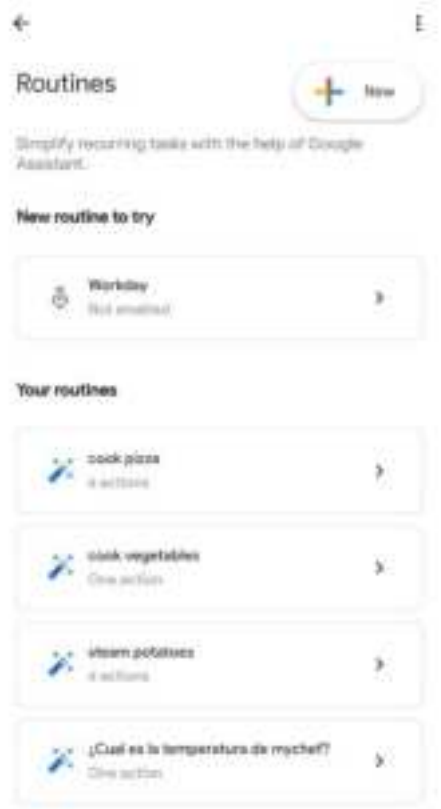 Routines
New
Simplify recurring tasks with the help of Google
Assistant.
New routine to try
Workday
Not enabled
Your routines
cook pizza
4 actions
cook vegetables
One action
steam potatoes
4 actions
¿Cual es la temperatura de mychef?
One action